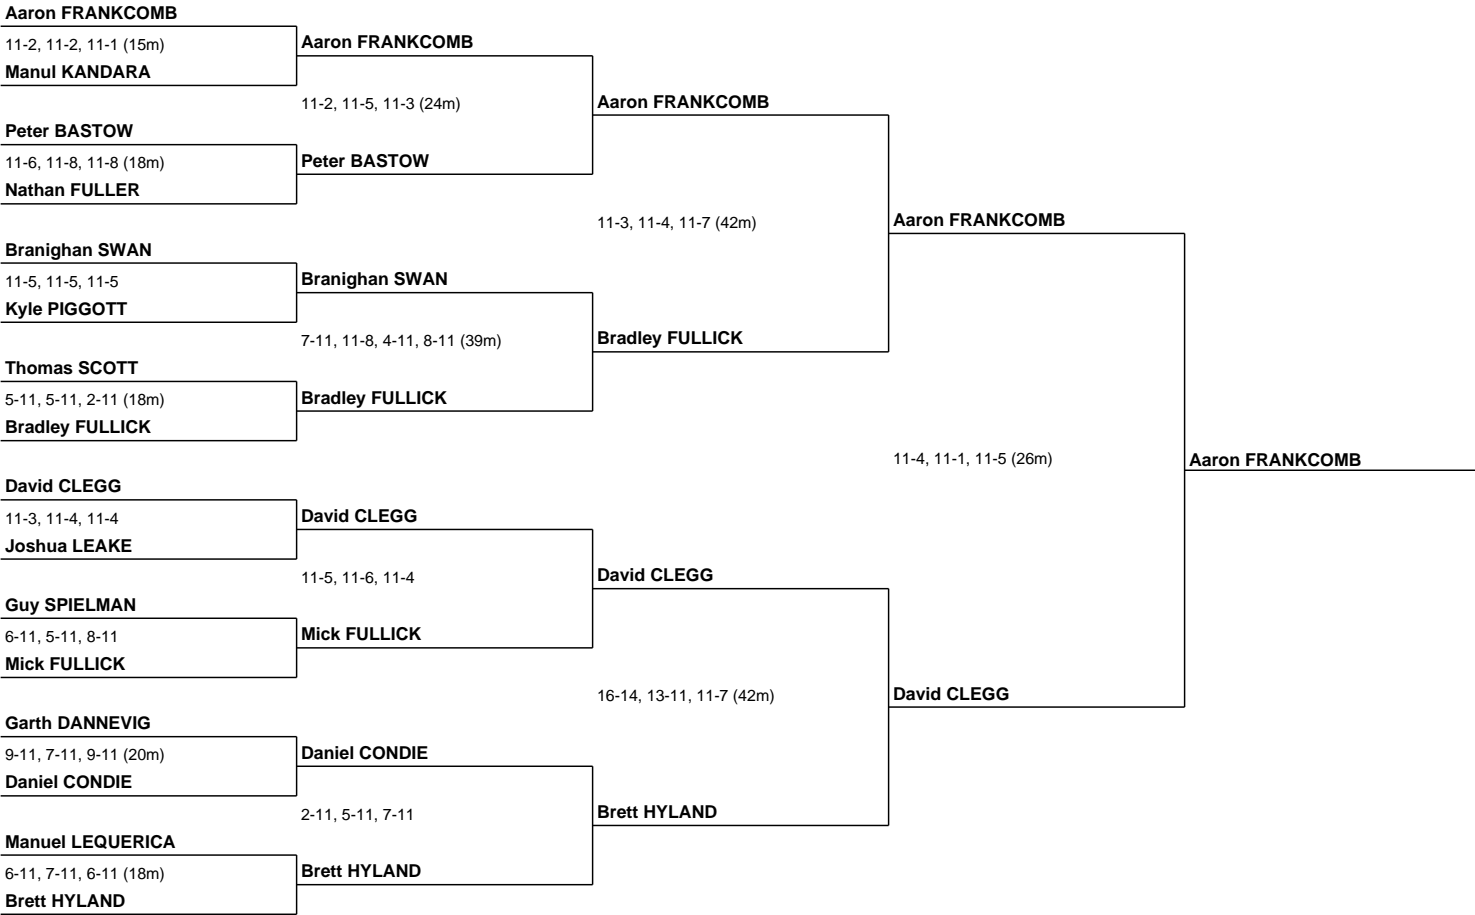 Aaron FRANKCOMB
11-2, 11-2, 11-1 (15m)
Manul KANDARA
Peter BASTOW
11-6, 11-8, 11-8 (18m)
Nathan FULLER
Branighan SWAN
11-5, 11-5, 11-5
Kyle PIGGOTT
Thomas SCOTT
5-11, 5-11, 2-11 (18m)
Bradley FULLICK
David CLEGG
11-3, 11-4, 11-4
Joshua LEAKE
Guy SPIELMAN
6-11, 5-11, 8-11
Mick FULLICK
Garth DANNEVIG
9-11, 7-11, 9-11 (20m)
Daniel CONDIE
Manuel LEQUERICA
6-11, 7-11, 6-11 (18m)
Brett HYLAND
Aaron FRANKCOMB
11-2, 11-5, 11-3 (24m)
Peter BASTOW
Branighan SWAN
7-11, 11-8, 4-11, 8-11 (39m)
Bradley FULLICK
David CLEGG
11-5, 11-6, 11-4
Mick FULLICK
Daniel CONDIE
2-11, 5-11, 7-11
Brett HYLAND
Aaron FRANKCOMB
11-3, 11-4, 11-7 (42m)
Bradley FULLICK
David CLEGG
16-14, 13-11, 11-7 (42m)
Brett HYLAND
Aaron FRANKCOMB
11-4, 11-1, 11-5 (26m)
David CLEGG
Aaron FRANKCOMB